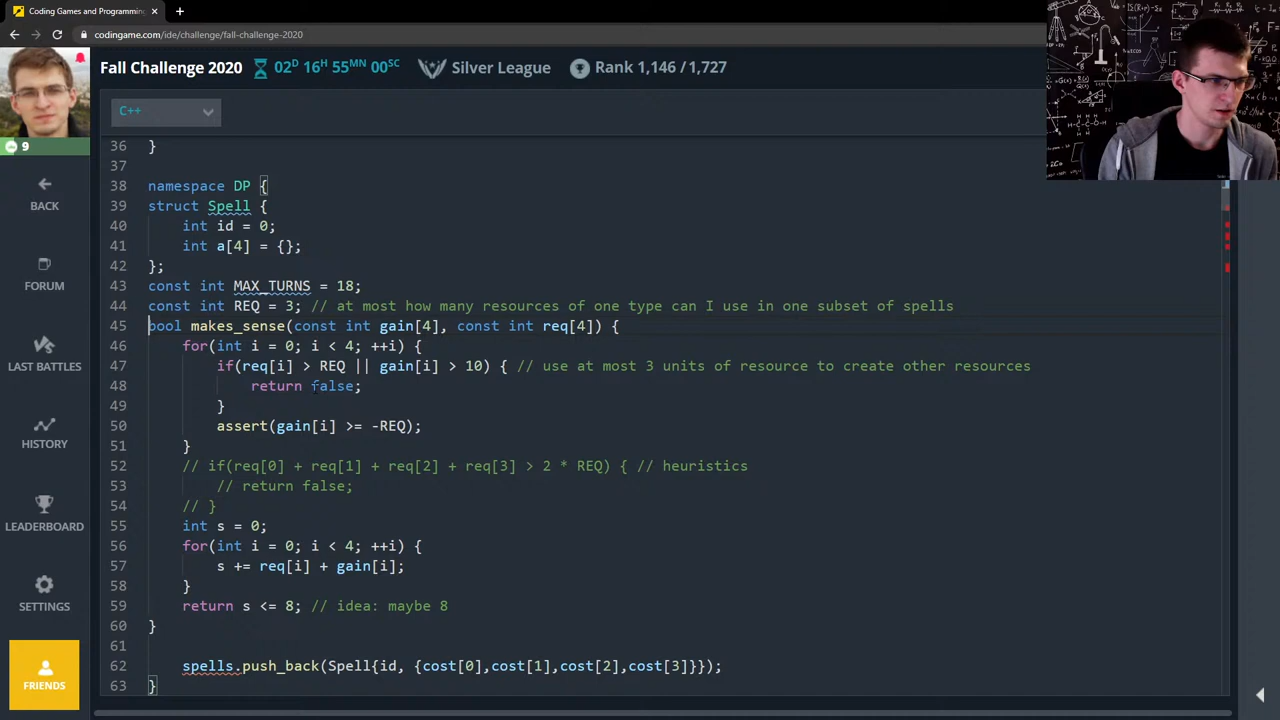 Coding Games and Programming
codingame.com/ide/challenge/fall-challenge-2020
Fall Challenge 2020
02D 16H 55MN 00SC
Silver League
Rank 1,146 / 1,727
9
BACK
FORUM
BATTLES
HISTORY
LEADERBOARD
SETTINGS
FRIENDS
C++
36 }
37
38 namespace DP {
39 struct Spell {
40 int id = 0;
41 int a[4] = {};
42 };
43 const int MAX_TURNS = 18;
44 const int REQ = 3; // at most how many resources of one type can I use in one subset of spells
45 bool makes_sense(const int gain[4], const int req[4]) {
46 for(int i = 0; i < 4; ++i) {
47 if(req[i] > REQ || gain[i] > 10) { // use at most 3 units of resource to create other resources
48 return false;
49 }
50 assert(gain[i] >= -REQ);
51 }
52 // if(req[0] + req[1] + req[2] + req[3] > 2 * REQ) { // heuristics
53 // return false;
54 // }
55 int s = 0;
56 for(int i = 0; i < 4; ++i) {
57 s += req[i] + gain[i];
58 }
59 return s <= 8; // idea: maybe 8
60 }
61
62 spells.push_back(Spell{id, {cost[0],cost[1],cost[2],cost[3]}});
63 }